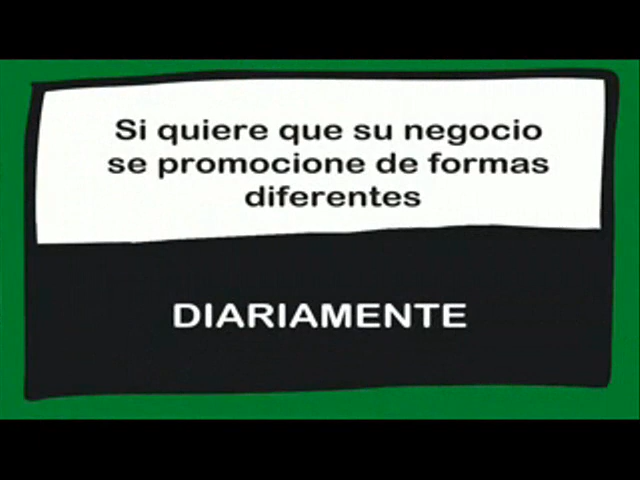 Si quiere que su negocio
se promocione de formas
diferentes
DIARIAMENTE